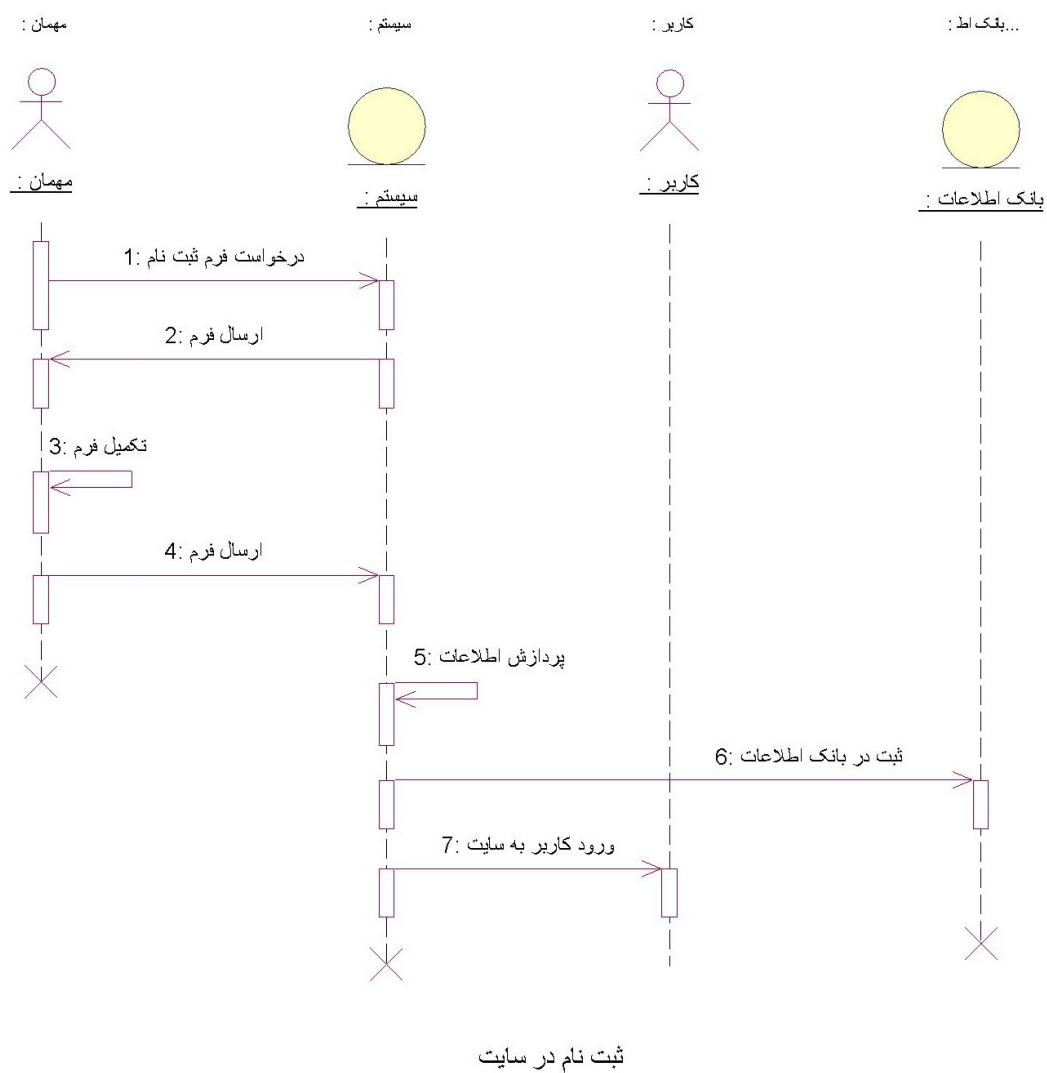 مهمان :
سیستم :
کاربر :
بانک اط... :
مهمان :
سیستم :
کاربر :
بانک اطلاعات :
1: درخواست فرم ثبت نام
2: ارسال فرم
3: تکمیل فرم
4: ارسال فرم
5: پردازش اطلاعات
6: ثبت در بانک اطلاعات
7: ورود کاربر به سایت
ثبت نام در سایت